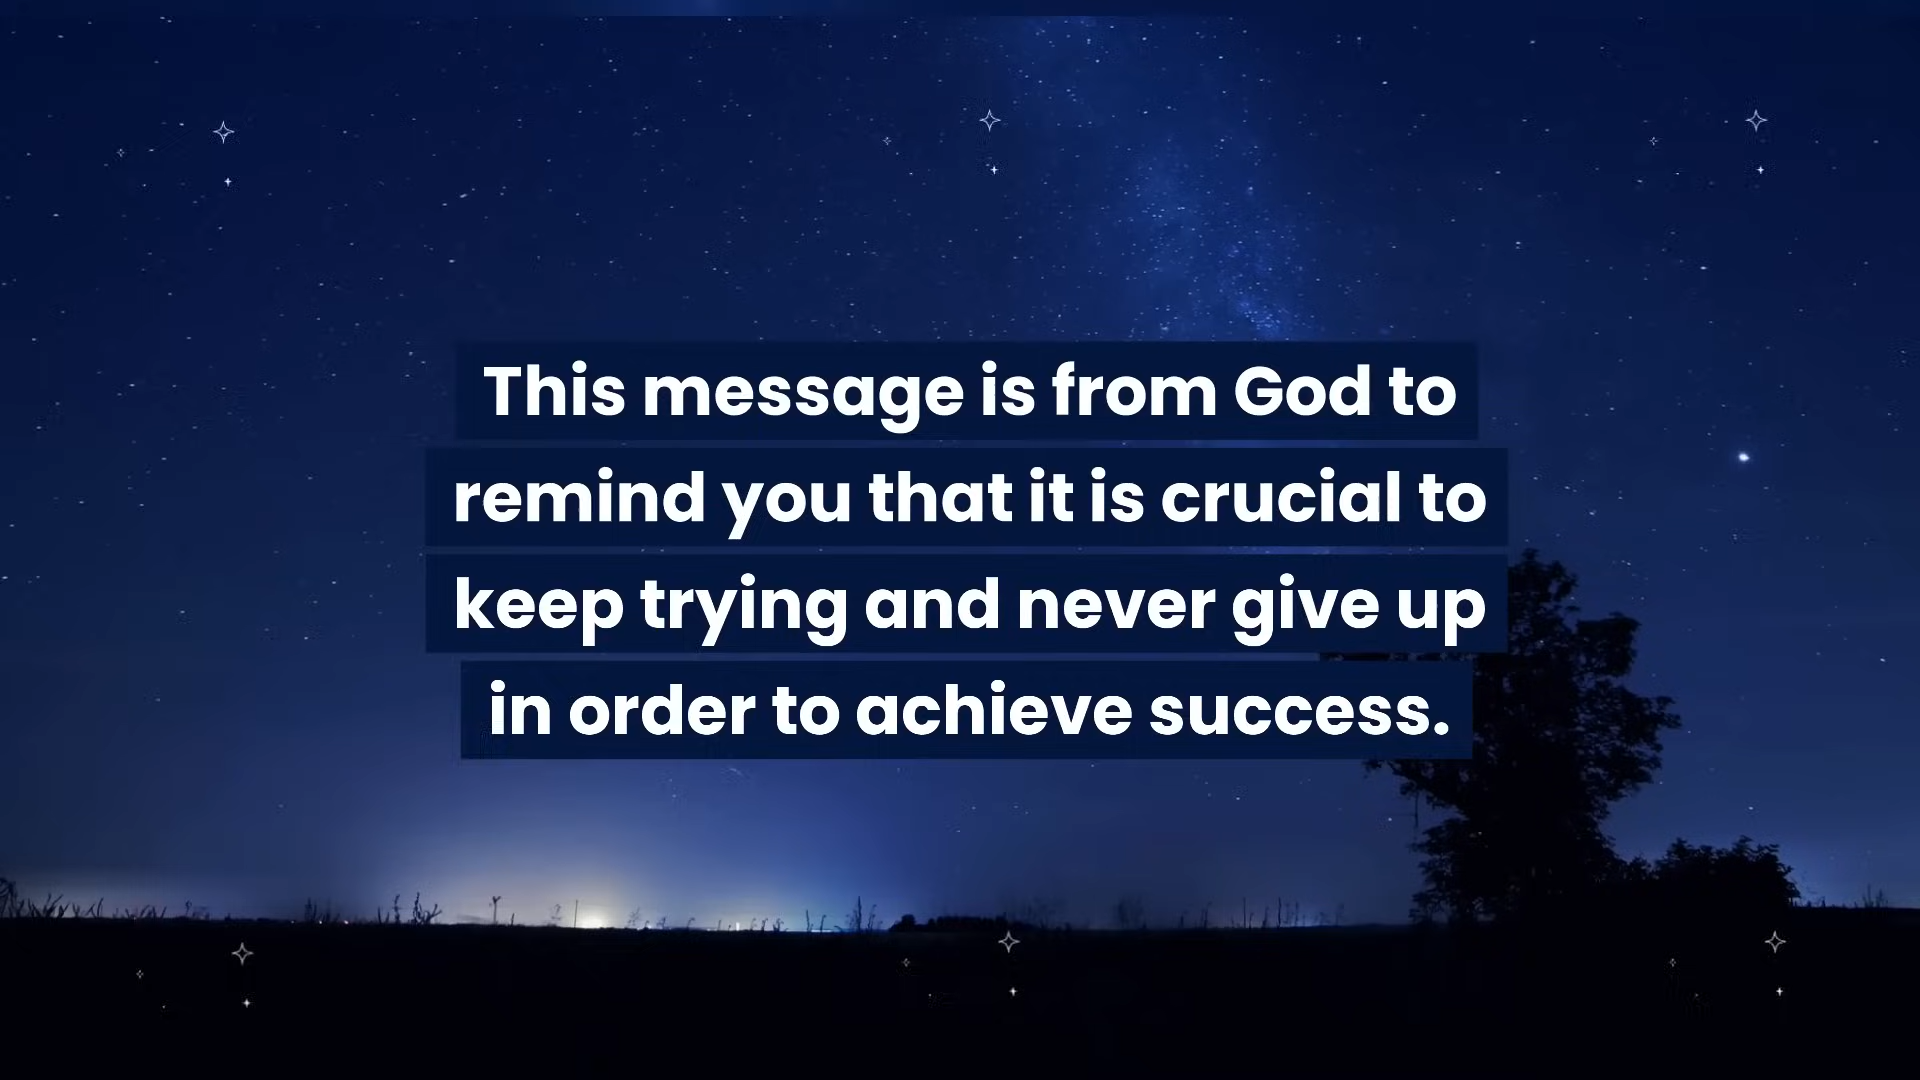 This message is from God to
remind you that it is crucial to
keep trying and never give up
in order to achieve success.